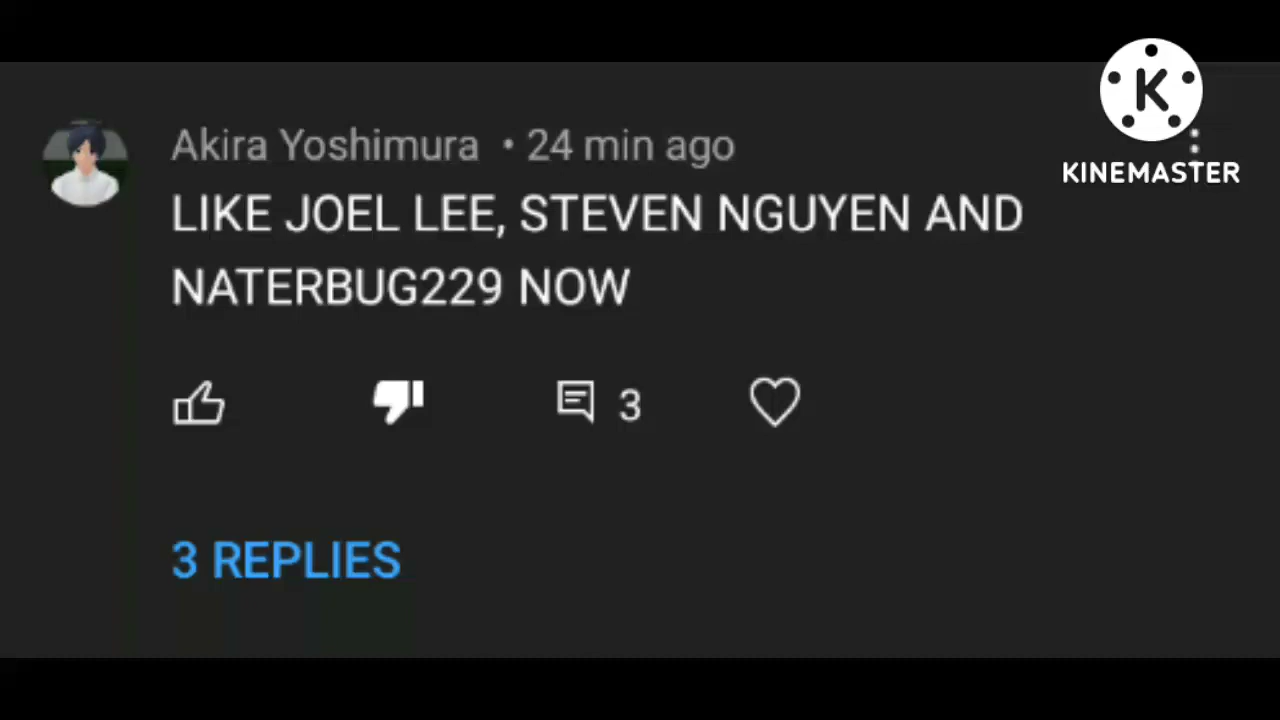 Akira Yoshimura • 24 min ago
LIKE JOEL LEE, STEVEN NGUYEN AND
NATERBUG229 NOW
3
3 REPLIES
K
KINEMASTER